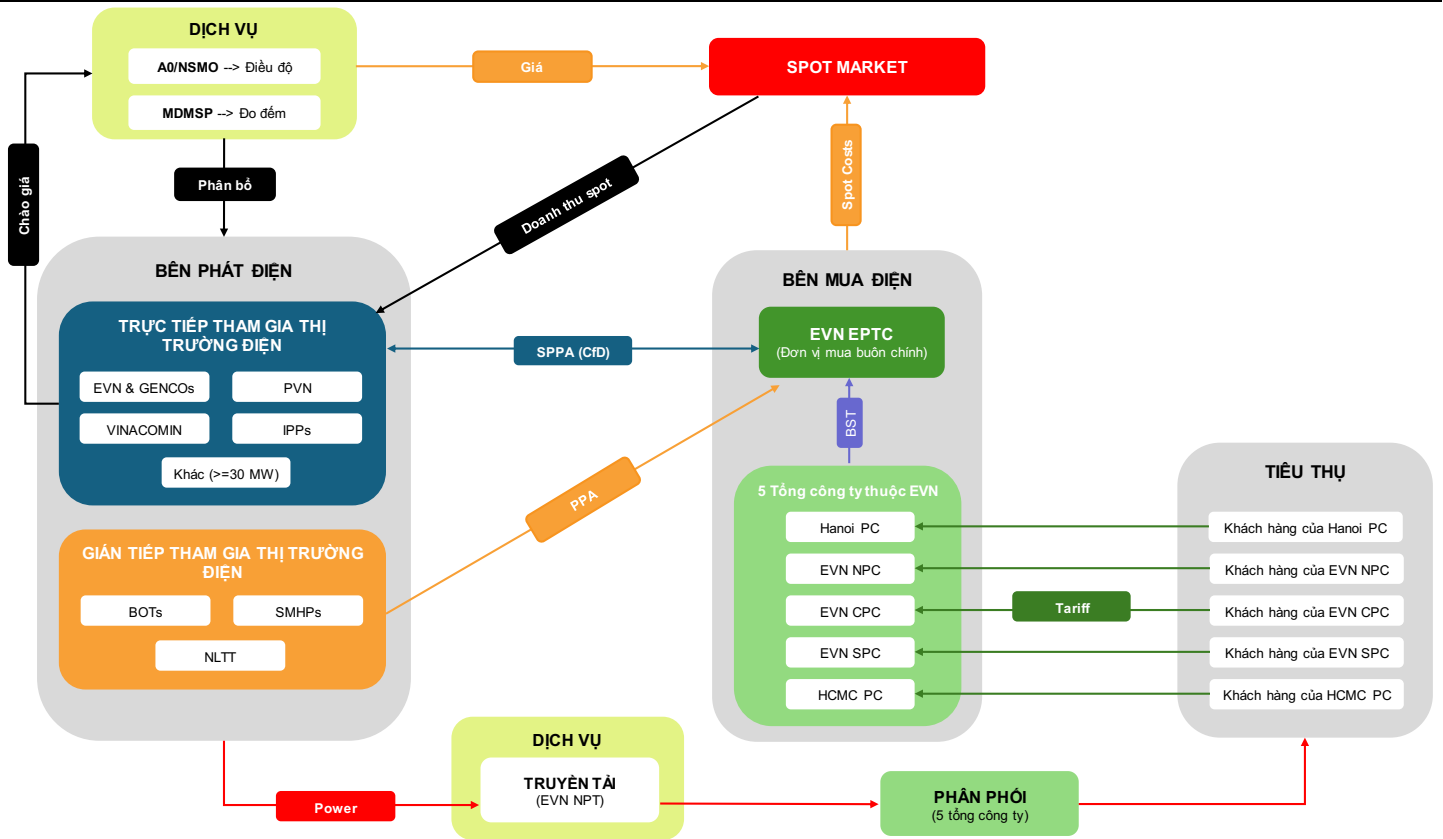 DỊCH VỤ
A0/NSMO --> Điều độ
MDMSP --> Đo đếm
Giá
SPOT MARKET
Chào giá
Phân bổ
Doanh thu spot
Spot Costs
BÊN PHÁT ĐIỆN
TRỰC TIẾP THAM GIA THỊ
TRƯỜNG ĐIỆN
EVN & GENCOs
PVN
VINACOMIN
IPPs
Khác (>=30 MW)
GIÁN TIẾP THAM GIA THỊ TRƯỜNG
ĐIỆN
BOTs
SMHPs
NLTT
SPPA (CfD)
PPA
BÊN MUA ĐIỆN
EVN EPTC
(Đơn vị mua buôn chính)
BST
5 Tổng công ty thuộc EVN
Hanoi PC
EVN NPC
EVN CPC
EVN SPC
HCMC PC
Tariff
TIÊU THỤ
Khách hàng của Hanoi PC
Khách hàng của EVN NPC
Khách hàng của EVN CPC
Khách hàng của EVN SPC
Khách hàng của HCMC PC
Power
DỊCH VỤ
TRUYỀN TẢI
(EVN NPT)
PHÂN PHỐI
(5 tổng công ty)